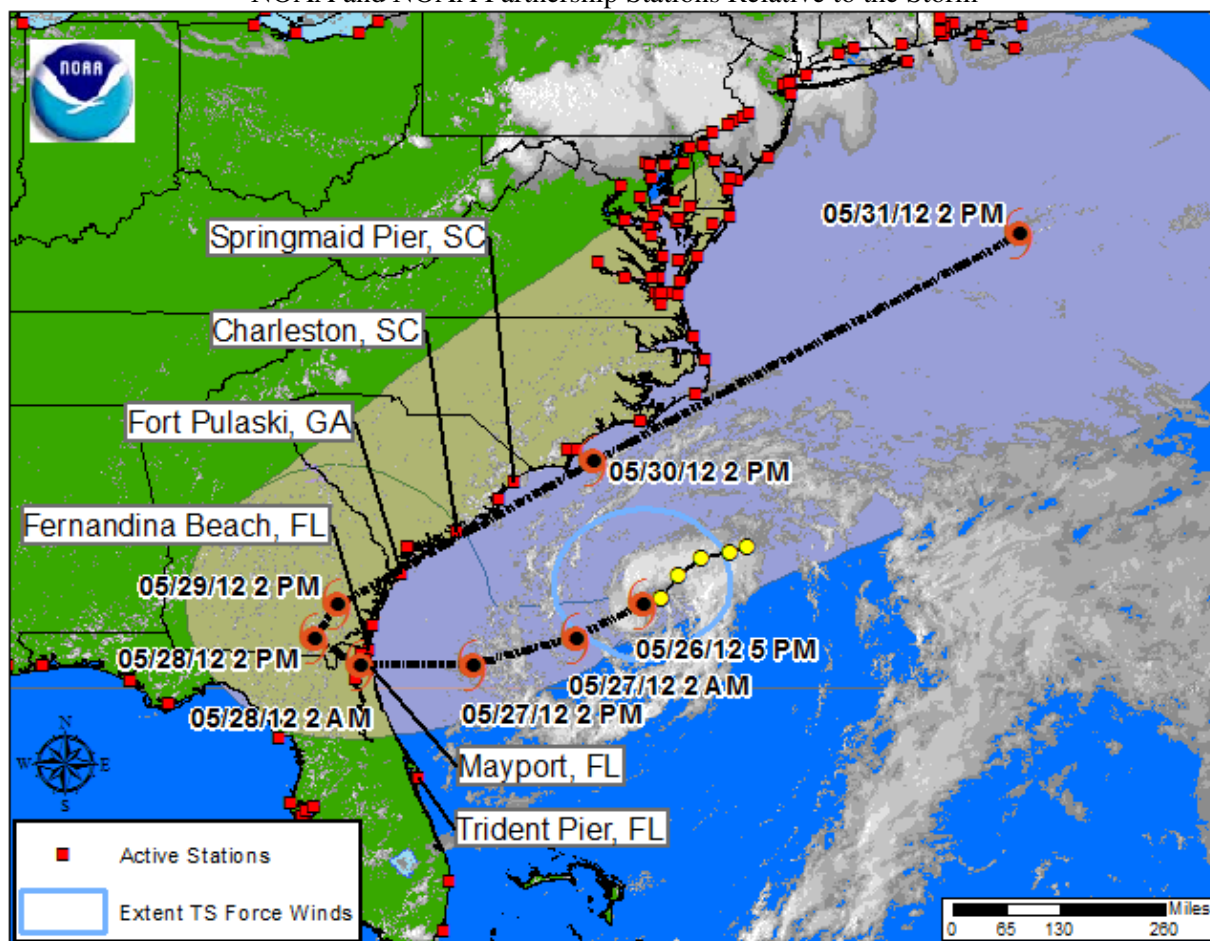 NOAA and NOAA Partnership Stations Relative to the Storm
NOAA
05/31/12 2 PM
Springmaid Pier, SC
Charleston, SC
Fort Pulaski, GA
05/30/12 2 PM
Fernandina Beach, FL
05/29/12 2 PM
05/28/12 2 PM
05/26/12 5 PM
05/27/12 2 AM
05/28/12 2 AM
05/27/12 2 PM
N
W
E
S
Mayport, FL
Trident Pier, FL
Active Stations
Extent TS Force Winds
Miles
0 65 130 260